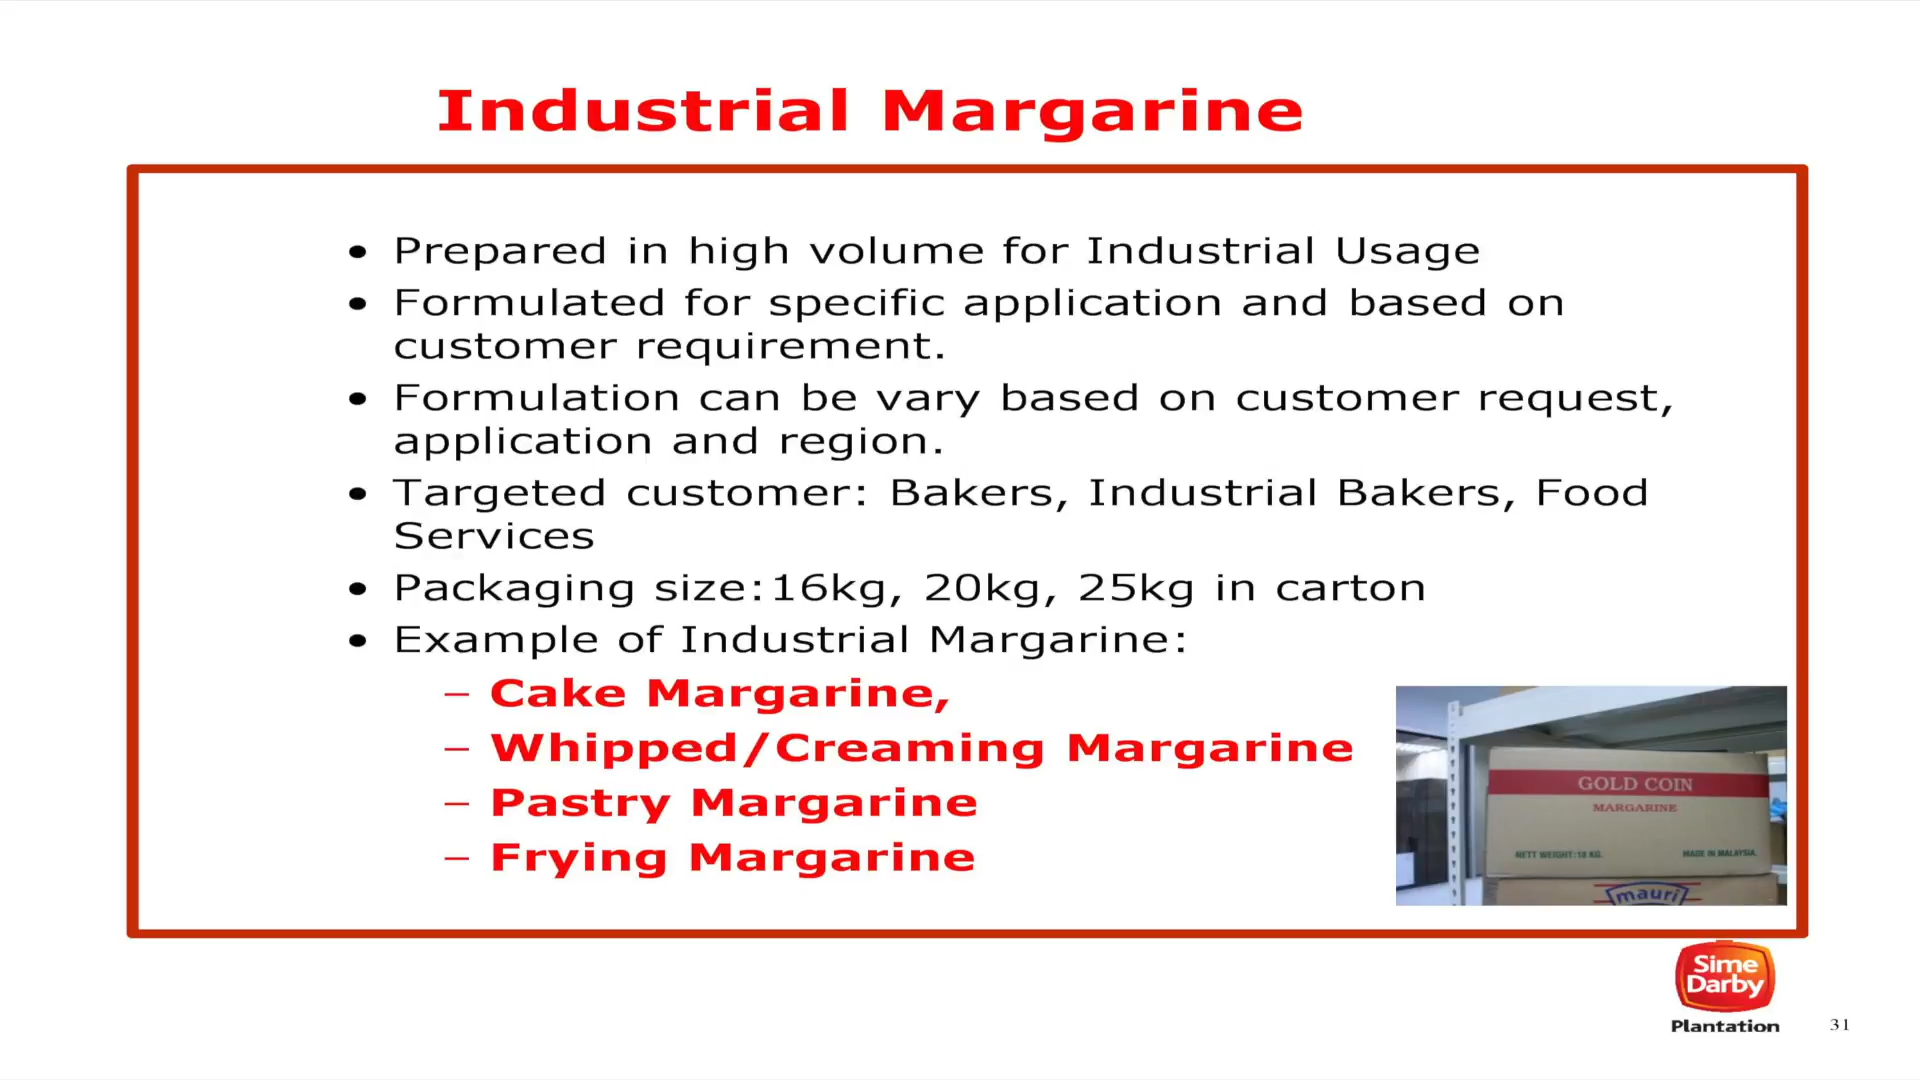 Industrial Margarine
• Prepared in high volume for Industrial Usage
• Formulated for specific application and based on
customer requirement.
• Formulation can be vary based on customer request,
application and region.
• Targeted customer: Bakers, Industrial Bakers, Food
Services
• Packaging size:16kg, 20kg, 25kg in carton
• Example of Industrial Margarine:
– Cake Margarine,
– Whipped/Creaming Margarine
– Pastry Margarine
– Frying Margarine
GOLD COIN
MARGARINE
NETT WEIGHT: KG.
MADE IN MALAYSIA.
mauri
Sime
Darby
Plantation
31